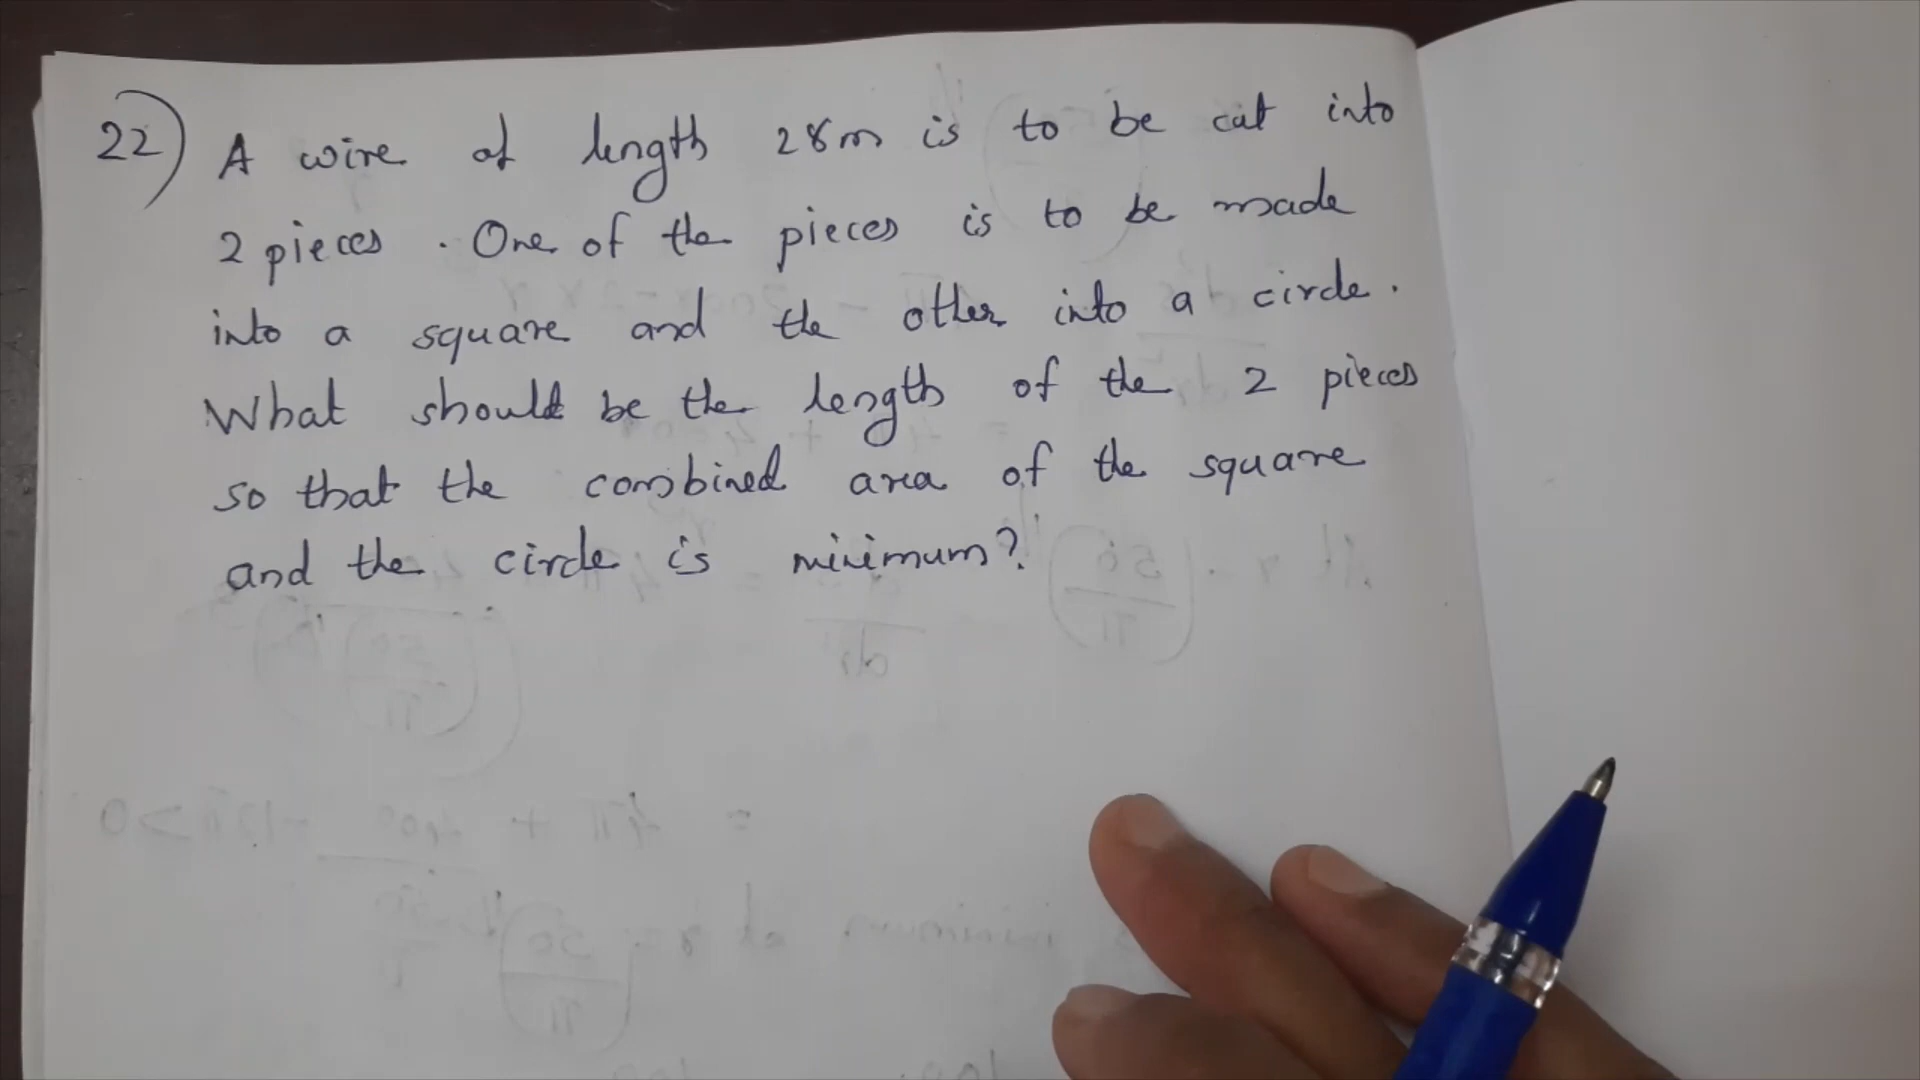 22) A wire of length 28m is to be cut into
2 pieces. One of the pieces is to be made
into a square and the other into a circle.
What should be the length of the 2 pieces
so that the combined area of the square
and the circle is minimum?